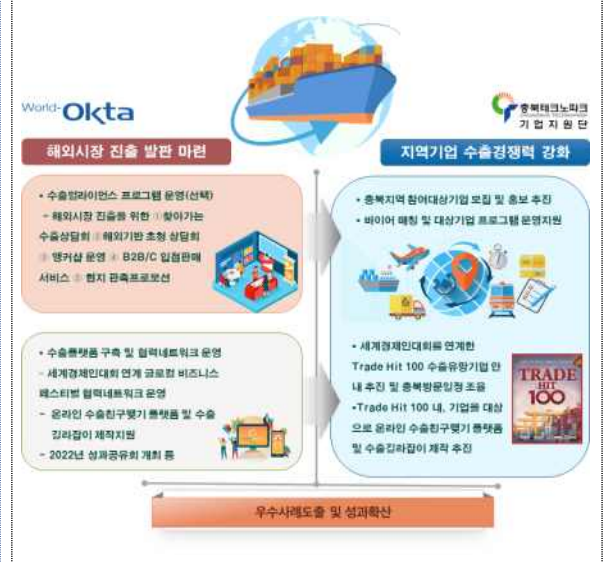 World-Okta
충북테크노파크
기업지원단
해외시장 진출 발판 마련
지역기업 수출경쟁력 강화
• 수출얼라이언스 프로그램 운영(선택)
- 해외시장 진출을 위한 ①찾아가는
수출상담회 ②해외기반 초청 상담회
③ 앵커샵 운영 ④ B2B/C 입점판매
서비스 ⑤ 현지 판촉프로모션
• 충북지역 참여대상기업 모집 및 홍보 추진
• 바이어 매칭 및 대상기업 프로그램 운영지원
• 수출플랫폼 구축 및 협력네트워크 운영
- 세계경제인대회 연계 글로컬 비즈니스
페스티벌 협력네트워크 운영
- 온라인 수출친구맺기 플랫폼 및 수출
길라잡이 제작지원
- 2022년 성과공유회 개최 등
• 세계경제인대회를 연계한
Trade Hit 100 수출유망기업 안
내 추진 및 충북방문일정 조율
•Trade Hit 100 내, 기업을 대상
으로 온라인 수출친구맺기 플랫폼
및 수출길라잡이 제작 추진
TRADE
HIT
100
우수사례도출 및 성과확산